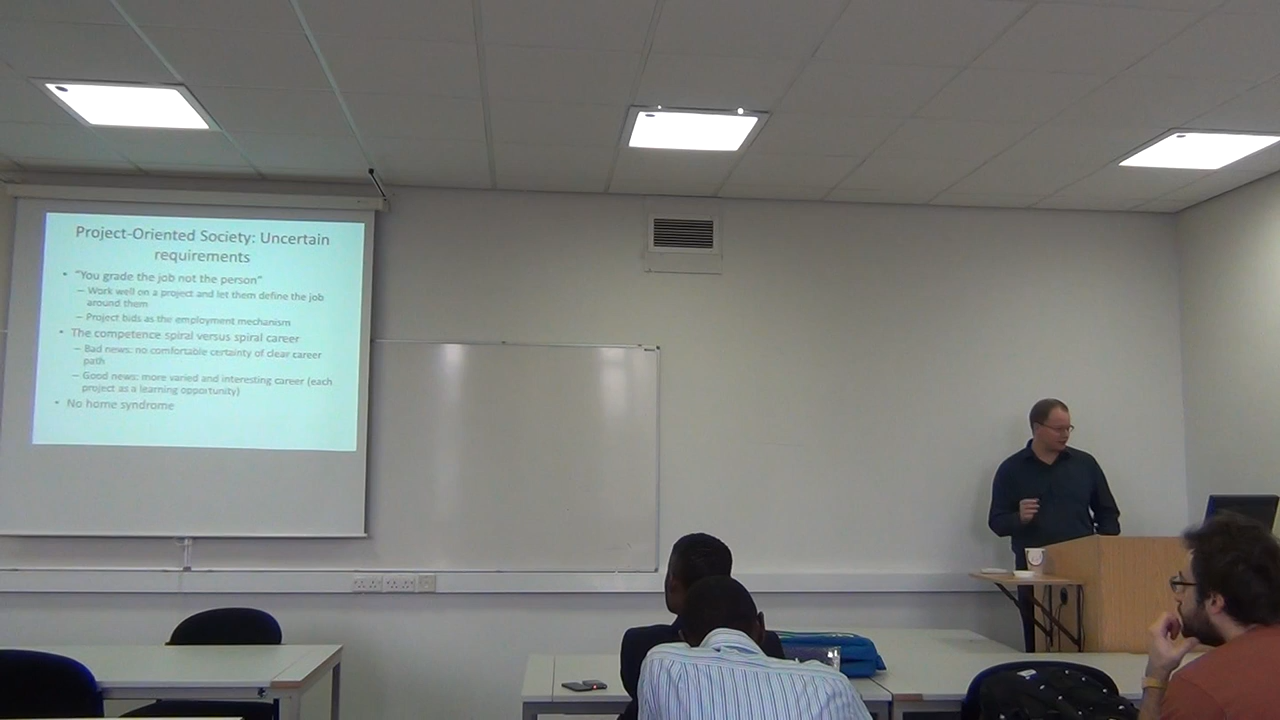 Project-Oriented Society: Uncertain
requirements
• "You grade the job not the person"
– Work well on a project and let them define the job
around them
– Project bids as the employment mechanism
• The competence spiral versus spiral career
– Bad news: no comfortable certainty of clear career
path
– Good news: more varied and interesting career (each
project as a learning opportunity)
• No home syndrome